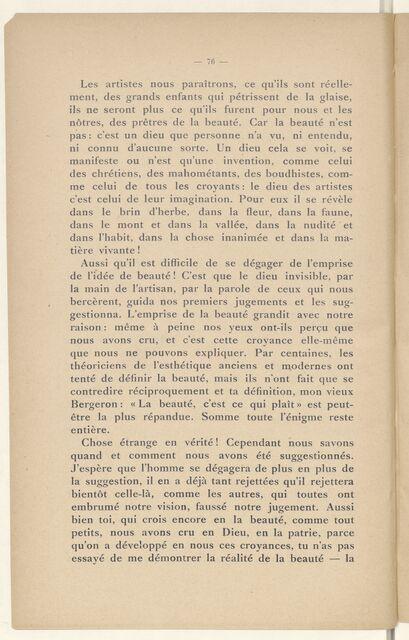 — 76 —
Les artistes nous paraîtrons, ce qu'ils sont réelle-
ment, des grands enfants qui pétrissent de la glaise,
ils ne seront plus ce qu'ils furent pour nous et les
nôtres, des prêtres de la beauté. Car la beauté n'est
pas : c'est un dieu que personne n'a vu, ni entendu,
ni connu d'aucune sorte. Un dieu cela se voit, se
manifeste ou n'est qu'une invention, comme celui
des chrétiens, des mahométans, des boudhistes, com-
me celui de tous les croyants : le dieu des artistes
c'est celui de leur imagination. Pour eux il se révèle
dans le brin d'herbe, dans la fleur, dans la faune,
dans le mont et dans la vallée, dans la nudité et
dans l'habit, dans la chose inanimée et dans la ma-
tière vivante !
Aussi qu'il est difficile de se dégager de l'emprise
de l'idée de beauté ! C'est que le dieu invisible, par
la main de l'artisan, par la parole de ceux qui nous
bercèrent, guida nos premiers jugements et les sug-
gestionna. L'emprise de la beauté grandit avec notre
raison : même à peine nos yeux ont-ils perçu que
nous avons cru, et c'est cette croyance elle-même
que nous ne pouvons expliquer. Par centaines, les
théoriciens de l'esthétique anciens et modernes ont
tenté de définir la beauté, mais ils n'ont fait que se
contredire réciproquement et ta définition, mon vieux
Bergeron : « La beauté, c'est ce qui plaît » est peut-
être la plus répandue. Somme toute l'énigme reste
entière.
Chose étrange en vérité ! Cependant nous savons
quand et comment nous avons été suggestionnés.
J'espère que l'homme se dégagera de plus en plus de
la suggestion, il en a déjà tant rejettées qu'il rejettera
bientôt celle-là, comme les autres, qui toutes ont
embrumé notre vision, faussé notre jugement. Aussi
bien toi, qui crois encore en la beauté, comme tout
petits, nous avons cru en Dieu, en la patrie, parce
qu'on a développé en nous ces croyances, tu n'as pas
essayé de me démontrer la réalité de la beauté — la